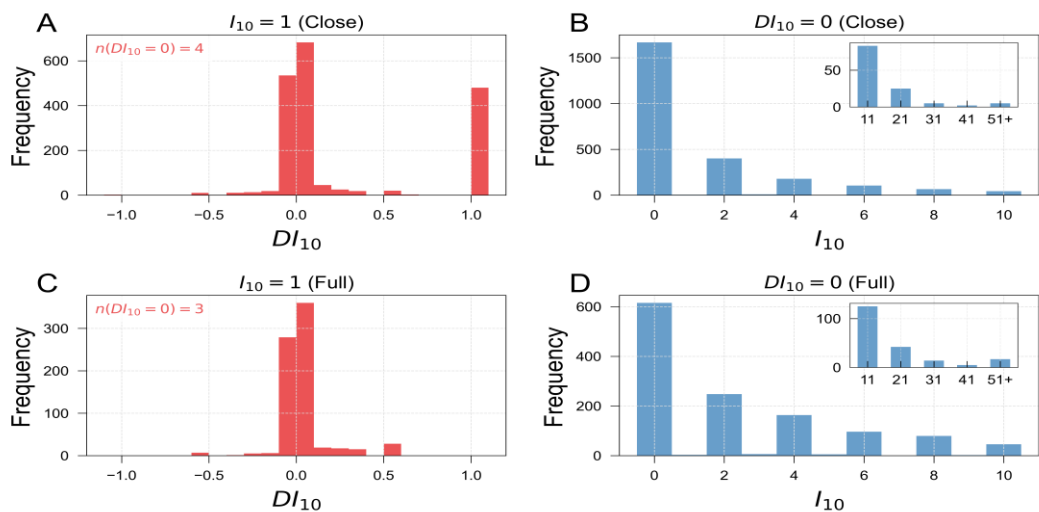 A
I₁₀ = 1 (Close)
n(DI₁₀ = 0) = 4
Frequency
600
400
200
0
−1.0 −0.5 0.0 0.5 1.0
DI₁₀
B
DI₁₀ = 0 (Close)
Frequency
1500
1000
500
0
0 2 4 6 8 10
I₁₀
50
0
11 21 31 41 51+
C
I₁₀ = 1 (Full)
n(DI₁₀ = 0) = 3
Frequency
300
200
100
0
−1.0 −0.5 0.0 0.5 1.0
DI₁₀
D
DI₁₀ = 0 (Full)
Frequency
600
400
200
0
0 2 4 6 8 10
I₁₀
100
0
11 21 31 41 51+